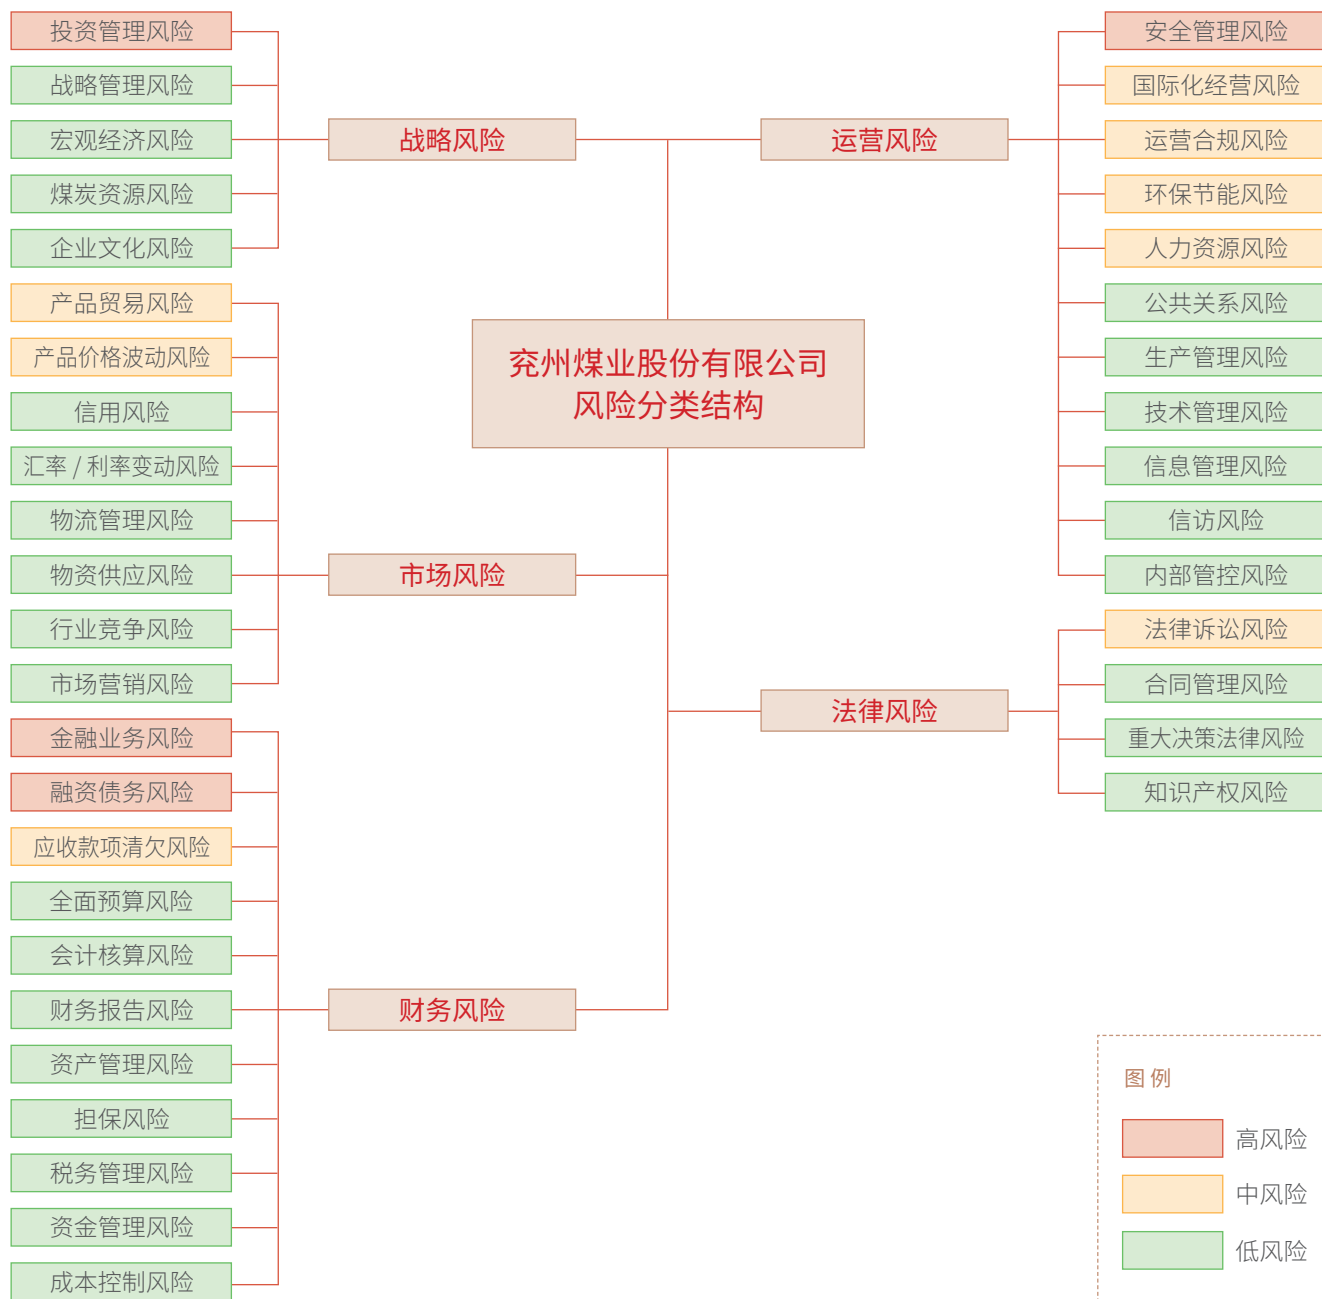 投资管理风险
战略管理风险
宏观经济风险
煤炭资源风险
企业文化风险
产品贸易风险
产品价格波动风险
信用风险
汇率 / 利率变动风险
物流管理风险
物资供应风险
行业竞争风险
市场营销风险
金融业务风险
融资债务风险
应收款项清欠风险
全面预算风险
会计核算风险
财务报告风险
资产管理风险
担保风险
税务管理风险
资金管理风险
成本控制风险
战略风险
市场风险
财务风险
兖州煤业股份有限公司
风险分类结构
运营风险
法律风险
安全管理风险
国际化经营风险
运营合规风险
环保节能风险
人力资源风险
公共关系风险
生产管理风险
技术管理风险
信息管理风险
信访风险
内部管控风险
法律诉讼风险
合同管理风险
重大决策法律风险
知识产权风险
图 例
高风险
中风险
低风险